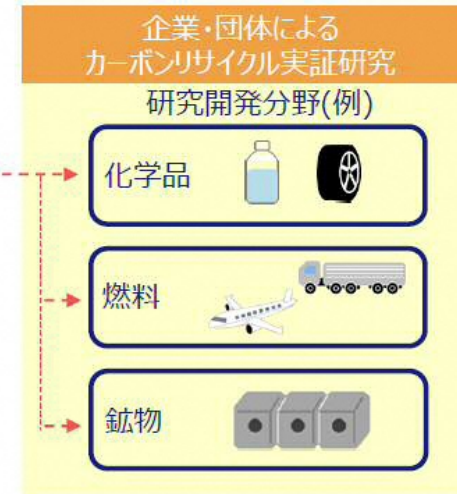 企業・団体による
カーボンリサイクル実証研究
研究開発分野(例)
化学品
燃料
鉱物